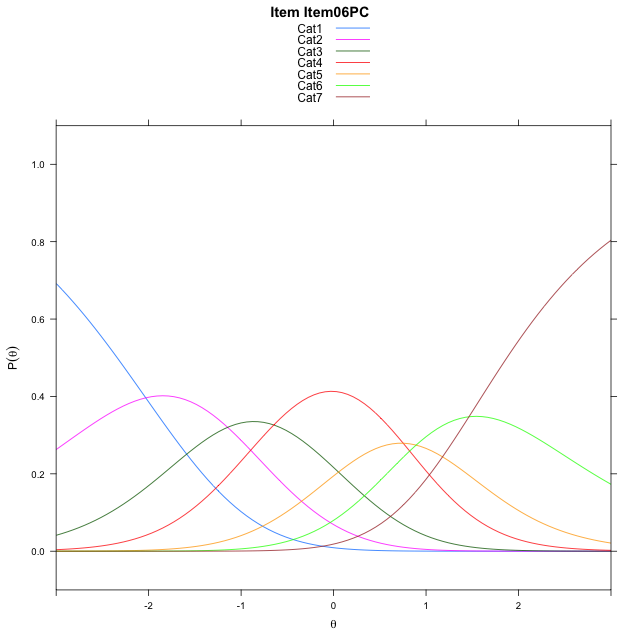 Item Item06PC
Cat1
Cat2
Cat3
Cat4
Cat5
Cat6
Cat7
1.0
0.8
0.6
0.4
0.2
0.0
P(θ)
-2 -1 0 1 2
θ